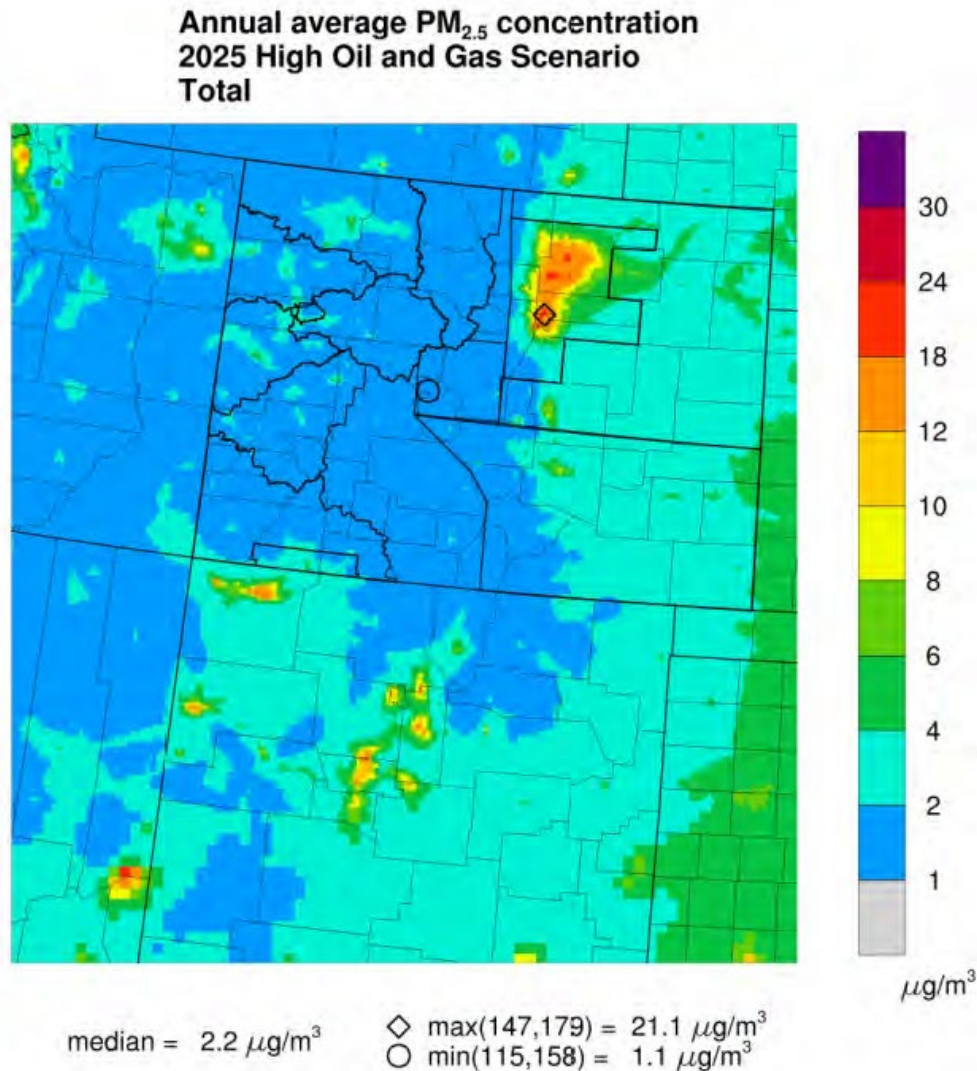 Annual average PM₂.₅ concentration
2025 High Oil and Gas Scenario
Total
30
24
18
12
10
8
6
4
2
1
μg/m³
median = 2.2 μg/m³
max(147,179) = 21.1 μg/m³
min(115,158) = 1.1 μg/m³